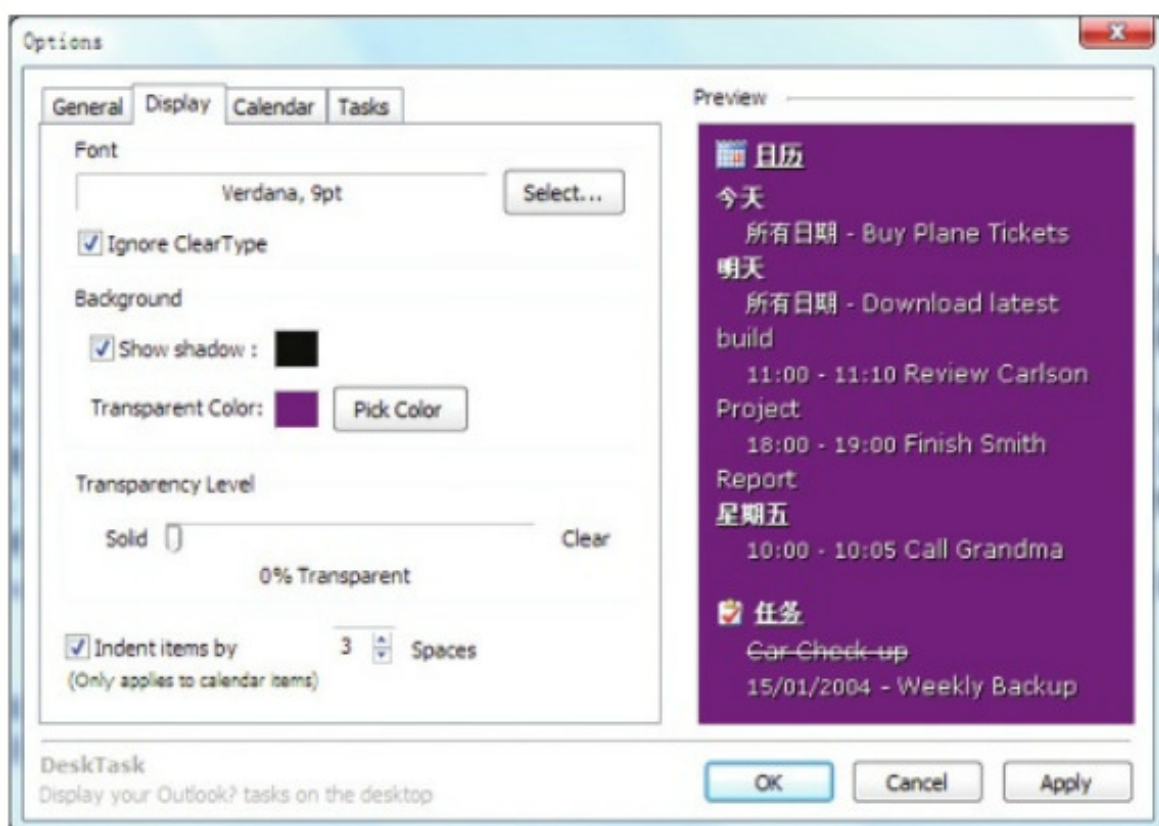 Options
General Display Calendar Tasks
Font
Verdana, 9pt Select...
Ignore ClearType
Background
Show shadow :
Transparent Color: Pick Color
Transparency Level
Solid Clear
0% Transparent
Indent items by 3 Spaces
(Only applies to calendar items)
Preview
日历
今天
所有日期 - Buy Plane Tickets
明天
所有日期 - Download latest
build
11:00 - 11:10 Review Carlson
Project
18:00 - 19:00 Finish Smith
Report
星期五
10:00 - 10:05 Call Grandma
任务
Car Check-up
15/01/2004 - Weekly Backup
DeskTask
Display your Outlook? tasks on the desktop
OK Cancel Apply